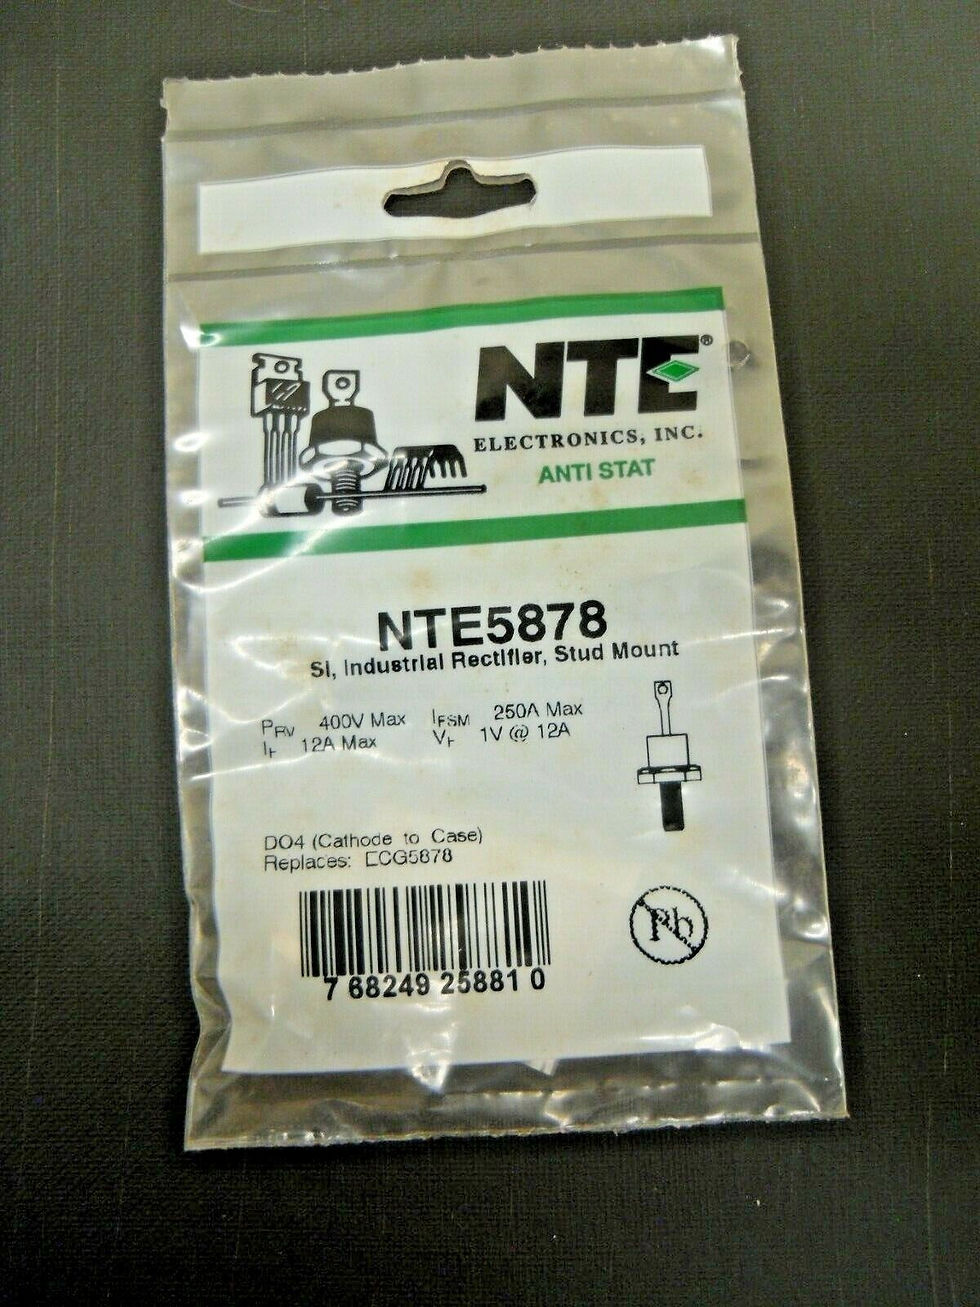 NTE®
ELECTRONICS, INC.
ANTI STAT
NTE5878
SI, Industrial Rectifier, Stud Mount
PRV 400V Max IFSM 250A Max
IF 12A Max VF 1V @ 12A
DO4 (Cathode to Case)
Replaces: ECG5878
Pb
7 68249 25881 0